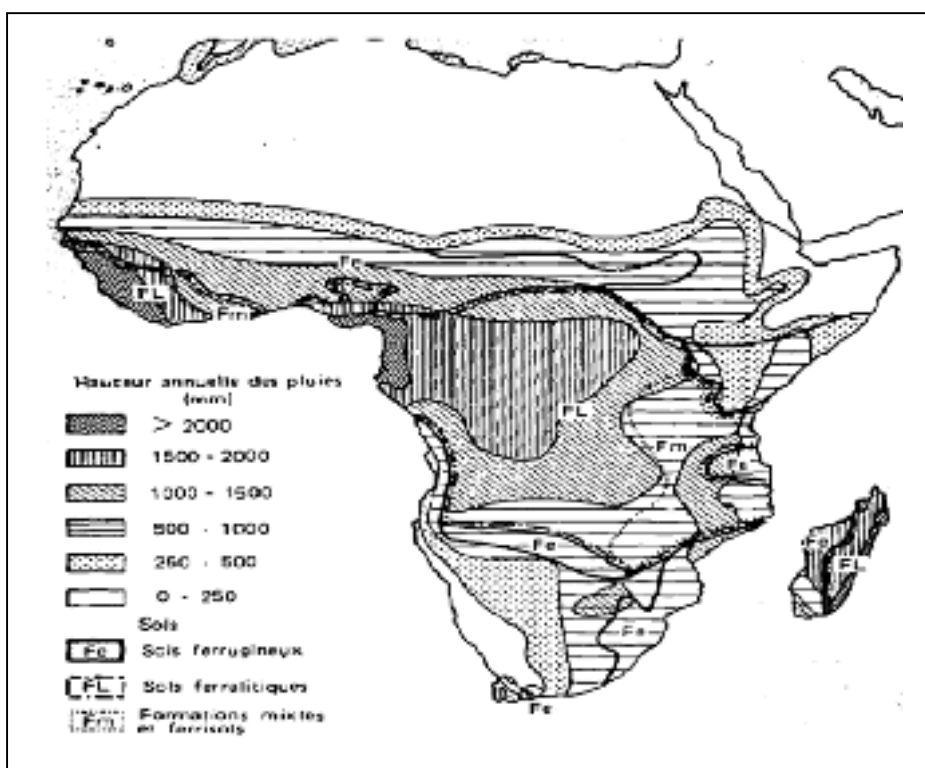 Fe
FL
Fm
FL
Fm
Fe
Fe
Fe
Fe
Fe
FL
Hauteur annuelle des pluies
(mm)
> 2000
1500 - 2000
1000 - 1500
500 - 1000
250 - 500
0 - 250
Sols
Fe Sols ferrugineux
FL Sols ferralitiques
Fm Formations mixtes
et ferrisols